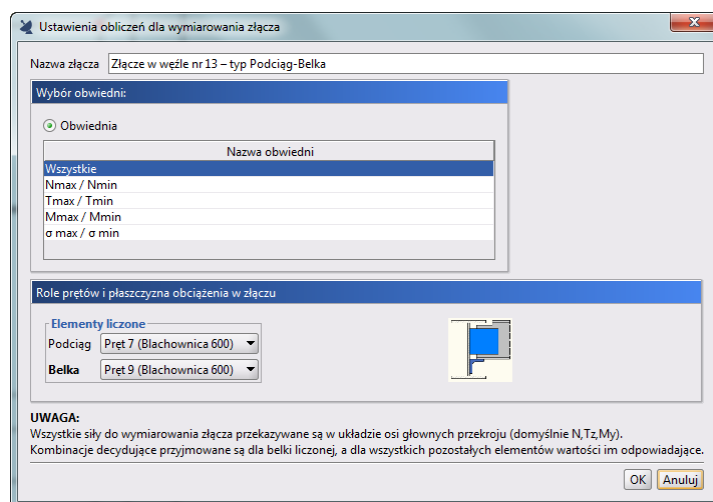 Ustawienia obliczeń dla wymiarowania złącza
Nazwa złącza Złącze w węźle nr 13 – typ Podciąg-Belka
Wybór obwiedni:
Obwiednia
Nazwa obwiedni
Wszystkie
Nmax / Nmin
Tmax / Tmin
Mmax / Mmin
σ max / σ min
Role prętów i płaszczyzna obciążenia w złączu
Elementy liczone
Podciąg Pręt 7 (Blachownica 600)
Belka Pręt 9 (Blachownica 600)
UWAGA:
Wszystkie siły do wymiarowania złącza przekazywane są w układzie osi głownych przekroju (domyślnie N,Tz,My).
Kombinacje decydujące przyjmowane są dla belki liczonej, a dla wszystkich pozostałych elementów wartości im odpowiadające.
OK Anuluj